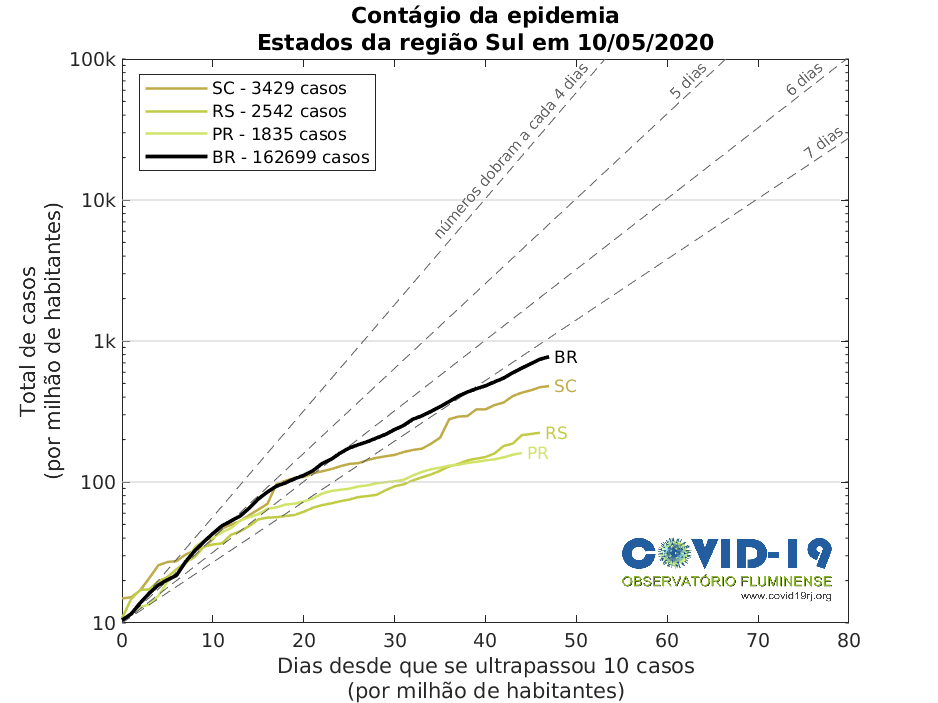 Contágio da epidemia
Estados da região Sul em 10/05/2020
100k
10k
1k
100
10
Total de casos
(por milhão de habitantes)
SC - 3429 casos
RS - 2542 casos
PR - 1835 casos
BR - 162699 casos
números dobram a cada 4 dias
5 dias
6 dias
7 dias
BR
SC
RS
PR
COVID-19
OBSERVATÓRIO FLUMINENSE
www.covid19rj.org
0
10
20
30
40
50
60
70
80
Dias desde que se ultrapassou 10 casos
(por milhão de habitantes)